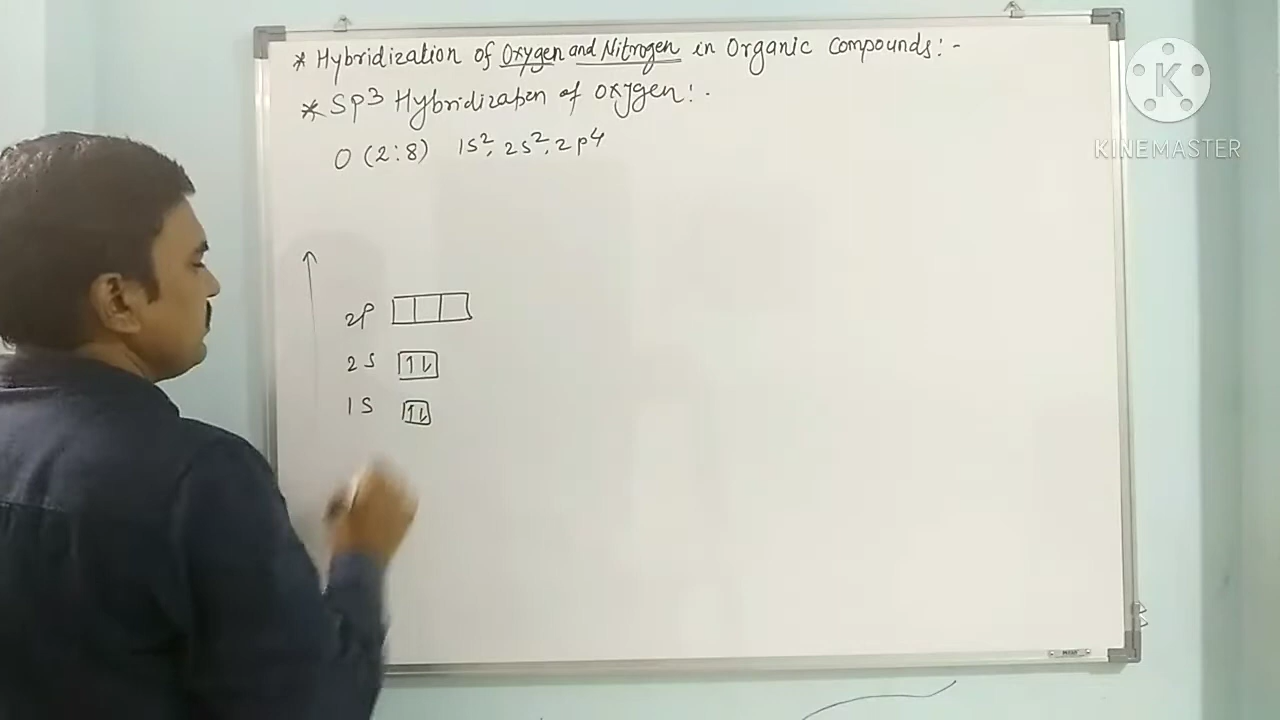 * Hybridization of Oxygen and Nitrogen in Organic Compounds:-
* SP³ Hybridization of Oxygen:-
O (2:8) 1S², 2S², 2P⁴
2P
2S ↑↓
1S ↑↓
K
KINEMASTER